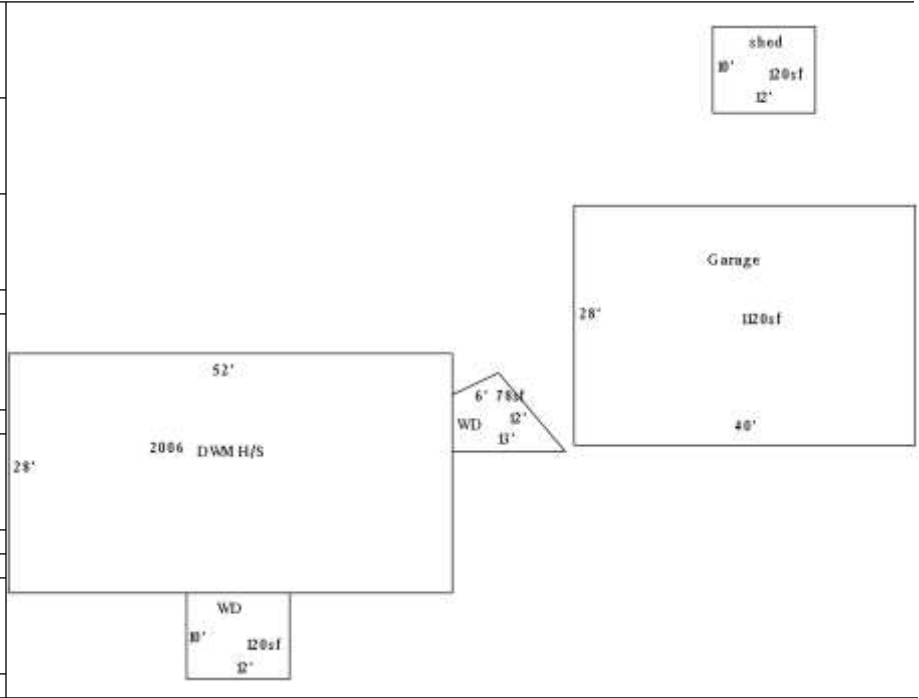 shed
10'
120sf
12'
Garage
28'
1120sf
40'
52'
2006 DWM H/S
28'
6' 78sf
WD 12'
13'
WD
10'
120sf
12'